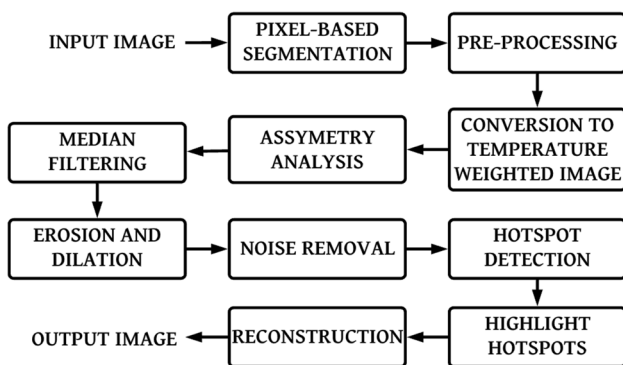 INPUT IMAGE
PIXEL-BASED
SEGMENTATION
PRE-PROCESSING
CONVERSION TO
TEMPERATURE
WEIGHTED IMAGE
ASSYMETRY
ANALYSIS
MEDIAN
FILTERING
EROSION AND
DILATION
NOISE REMOVAL
HOTSPOT
DETECTION
HIGHLIGHT
HOTSPOTS
RECONSTRUCTION
OUTPUT IMAGE